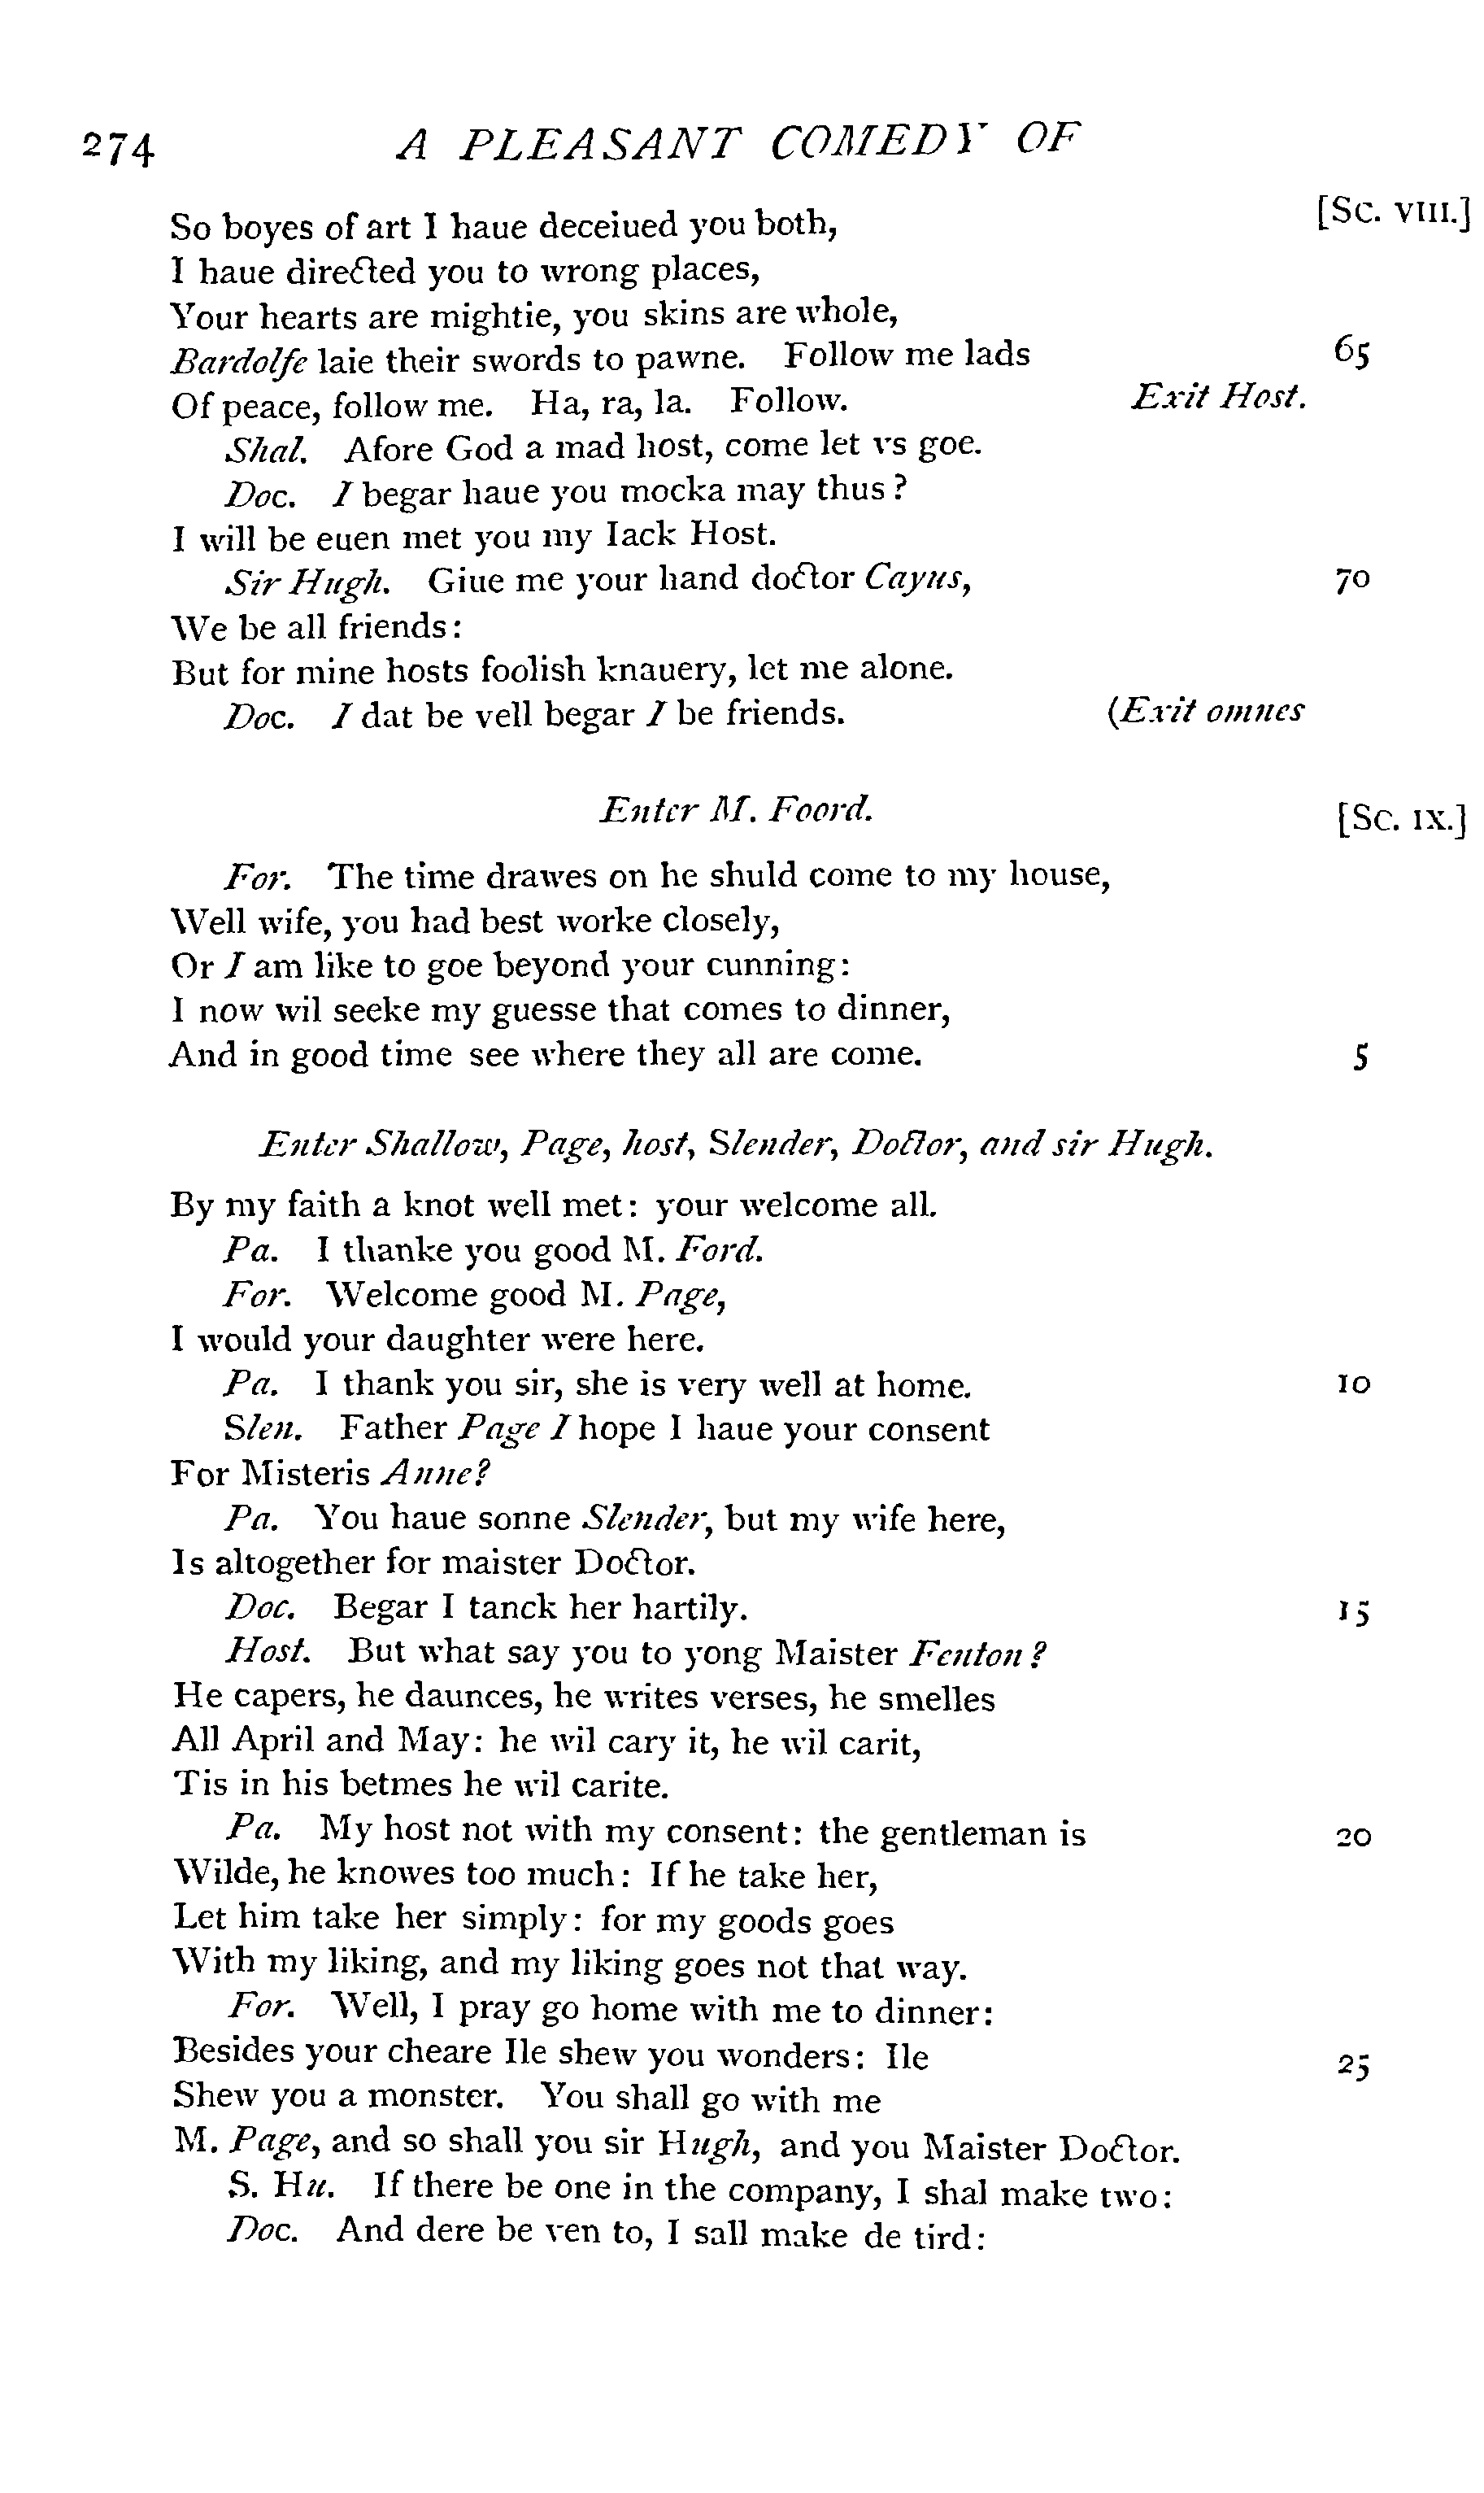 274 A PLEASANT COMEDY OF
So boyes of art I haue deceiued you both, [Sc. VIII.]
I haue directed you to wrong places,
Your hearts are mightie, you skins are whole,
Bardolfe laie their swords to pawne. Follow me lads 65
Of peace, follow me. Ha, ra, la. Follow. Exit Host.
Shal. Afore God a mad host, come let vs goe.
Doc. I begar haue you mocka may thus?
I will be euen met you my Iack Host.
Sir Hugh. Giue me your hand doctor Cayus, 70
We be all friends:
But for mine hosts foolish knauery, let me alone.
Doc. I dat be vell begar I be friends. (Exit omnes
Enter M. Foord. [Sc. IX.]
For. The time drawes on he shuld come to my house,
Well wife, you had best worke closely,
Or I am like to goe beyond your cunning:
I now wil seeke my guesse that comes to dinner,
And in good time see where they all are come. 5
Enter Shallow, Page, host, Slender, Doctor, and sir Hugh.
By my faith a knot well met: your welcome all.
Pa. I thanke you good M. Ford.
For. Welcome good M. Page,
I would your daughter were here.
Pa. I thank you sir, she is very well at home. 10
Slen. Father Page I hope I haue your consent
For Misteris Anne?
Pa. You haue sonne Slender, but my wife here,
Is altogether for maister Doctor.
Doc. Begar I tanck her hartily. 15
Host. But what say you to yong Maister Fenton?
He capers, he daunces, he writes verses, he smelles
All April and May: he wil cary it, he wil carit,
Tis in his betmes he wil carite.
Pa. My host not with my consent: the gentleman is 20
Wilde, he knowes too much: If he take her,
Let him take her simply: for my goods goes
With my liking, and my liking goes not that way.
For. Well, I pray go home with me to dinner:
Besides your cheare Ile shew you wonders: Ile 25
Shew you a monster. You shall go with me
M. Page, and so shall you sir Hugh, and you Maister Doctor.
S. Hu. If there be one in the company, I shal make two:
Doc. And dere be ven to, I sall make de tird: